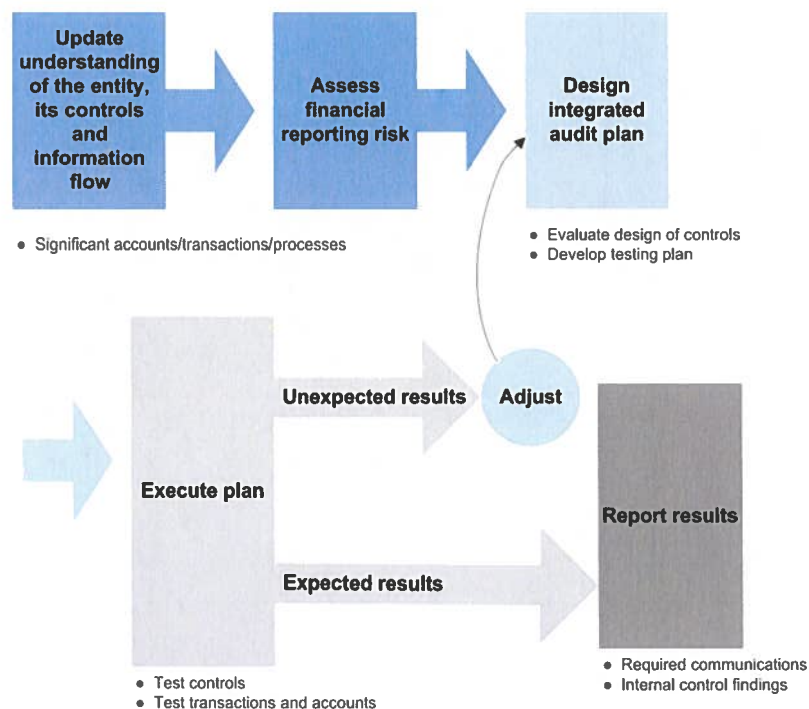 Update
understanding
of the entity,
its controls
and
information
flow
Assess
financial
reporting risk
Design
integrated
audit plan
● Significant accounts/transactions/processes
● Evaluate design of controls
● Develop testing plan
Unexpected results
Adjust
Execute plan
Report results
Expected results
● Test controls
● Test transactions and accounts
● Required communications
● Internal control findings